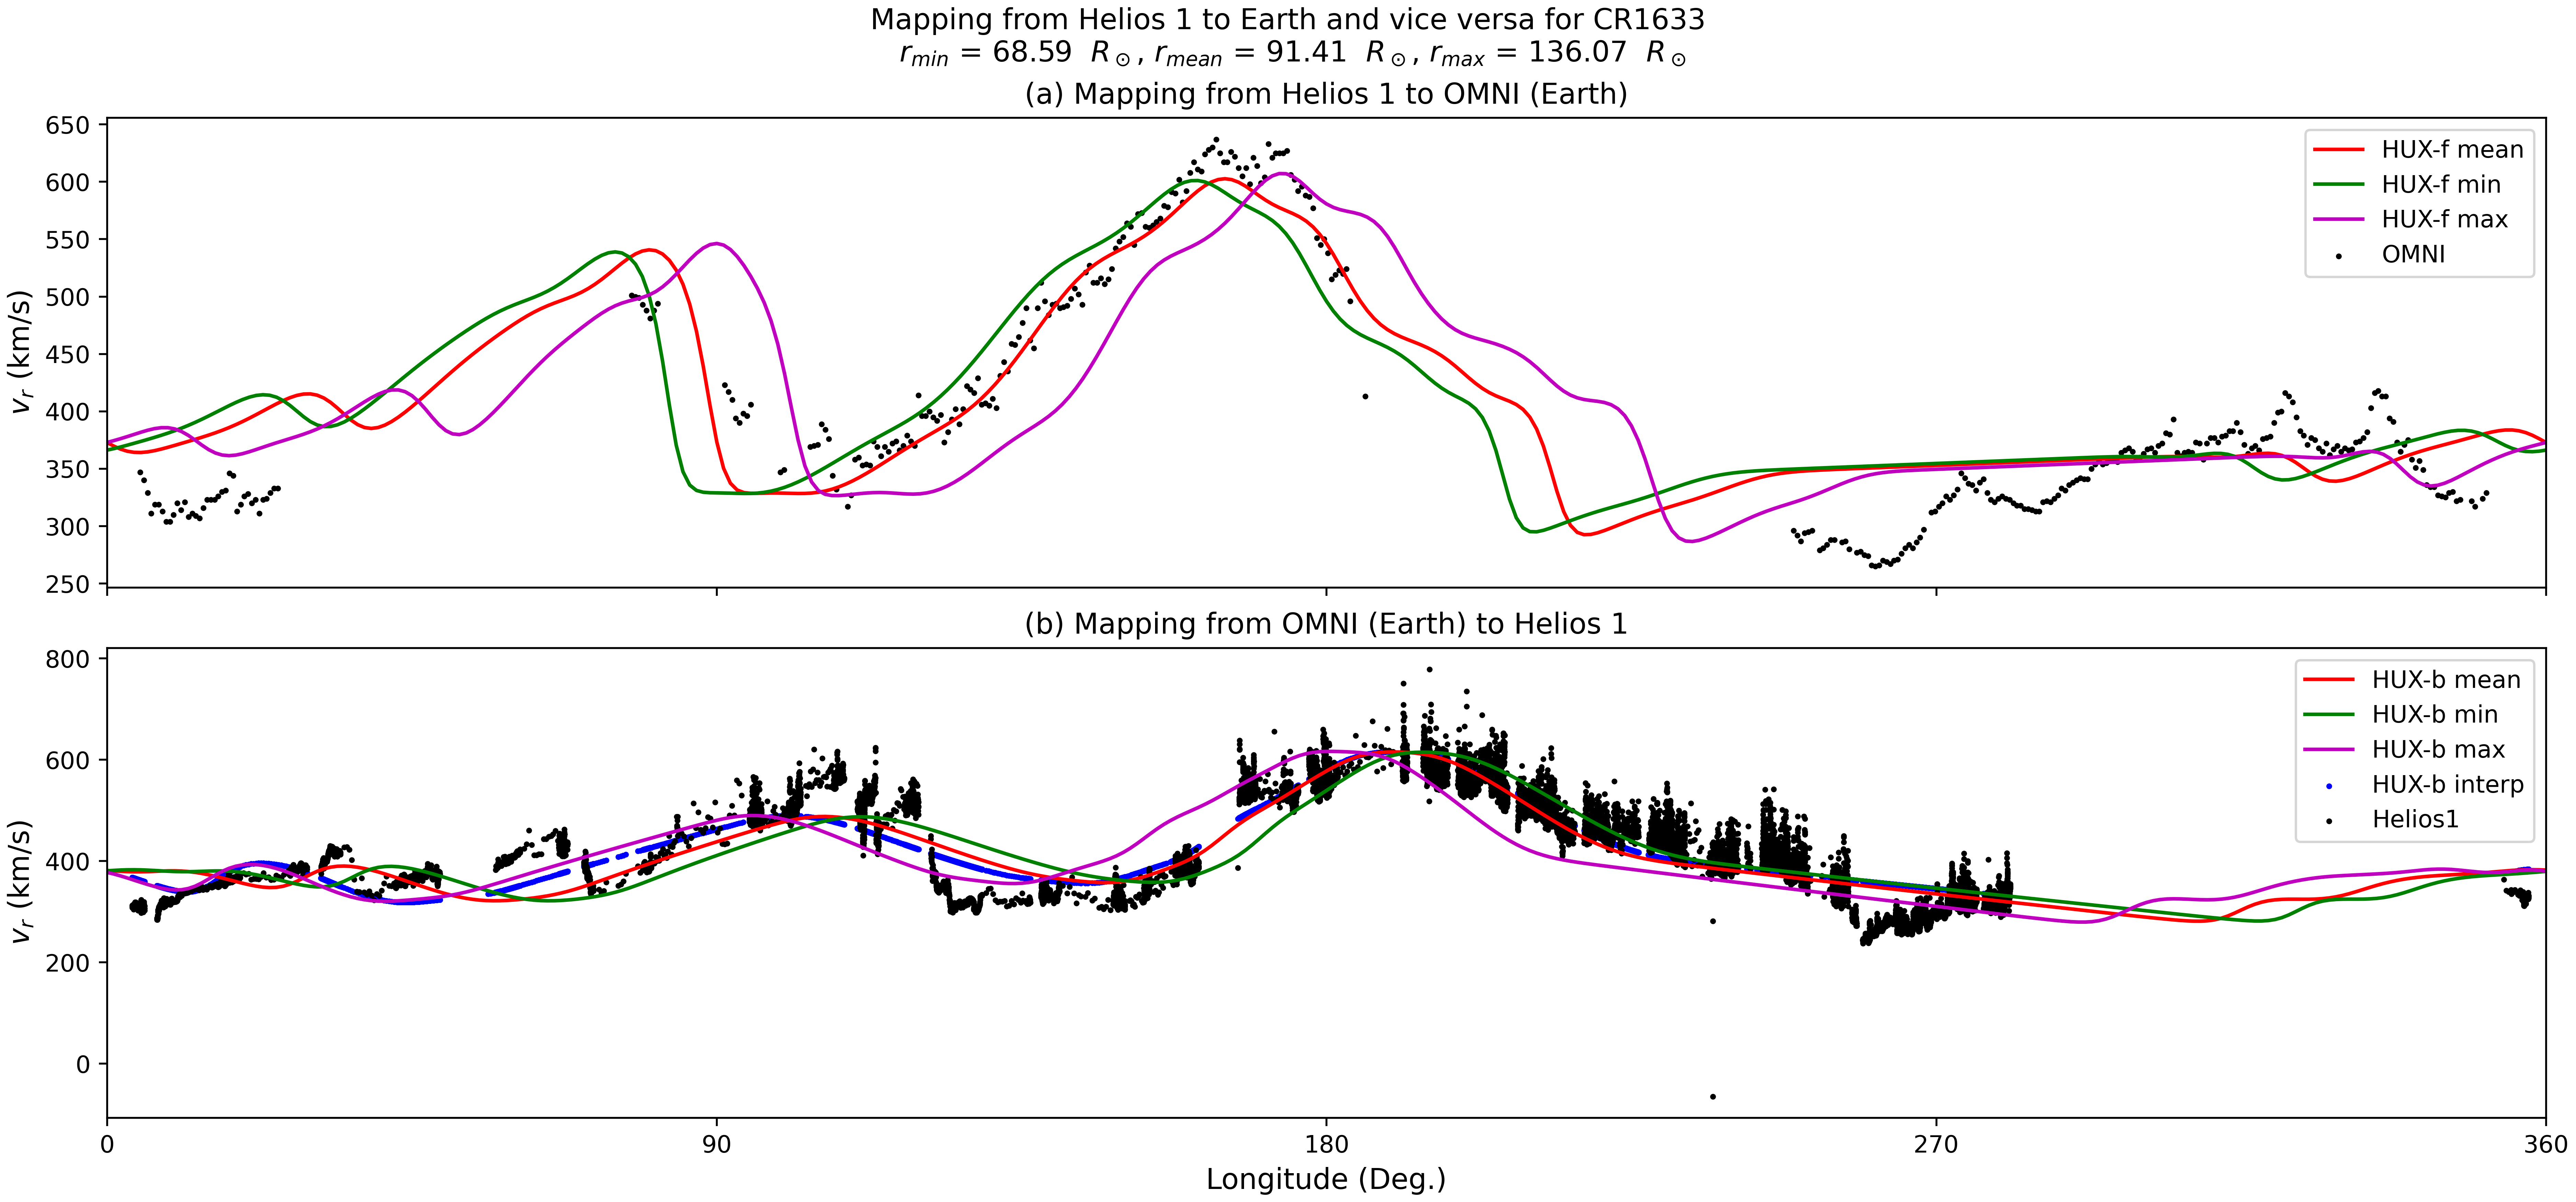 Mapping from Helios 1 to Earth and vice versa for CR1633
r_min = 68.59 R_⊙, r_mean = 91.41 R_⊙, r_max = 136.07 R_⊙
(a) Mapping from Helios 1 to OMNI (Earth)
650
600
550
500
450
400
350
300
250
v_r (km/s)
HUX-f mean
HUX-f min
HUX-f max
OMNI
(b) Mapping from OMNI (Earth) to Helios 1
800
600
400
200
0
v_r (km/s)
HUX-b mean
HUX-b min
HUX-b max
HUX-b interp
Helios1
0 90 180 270 360
Longitude (Deg.)